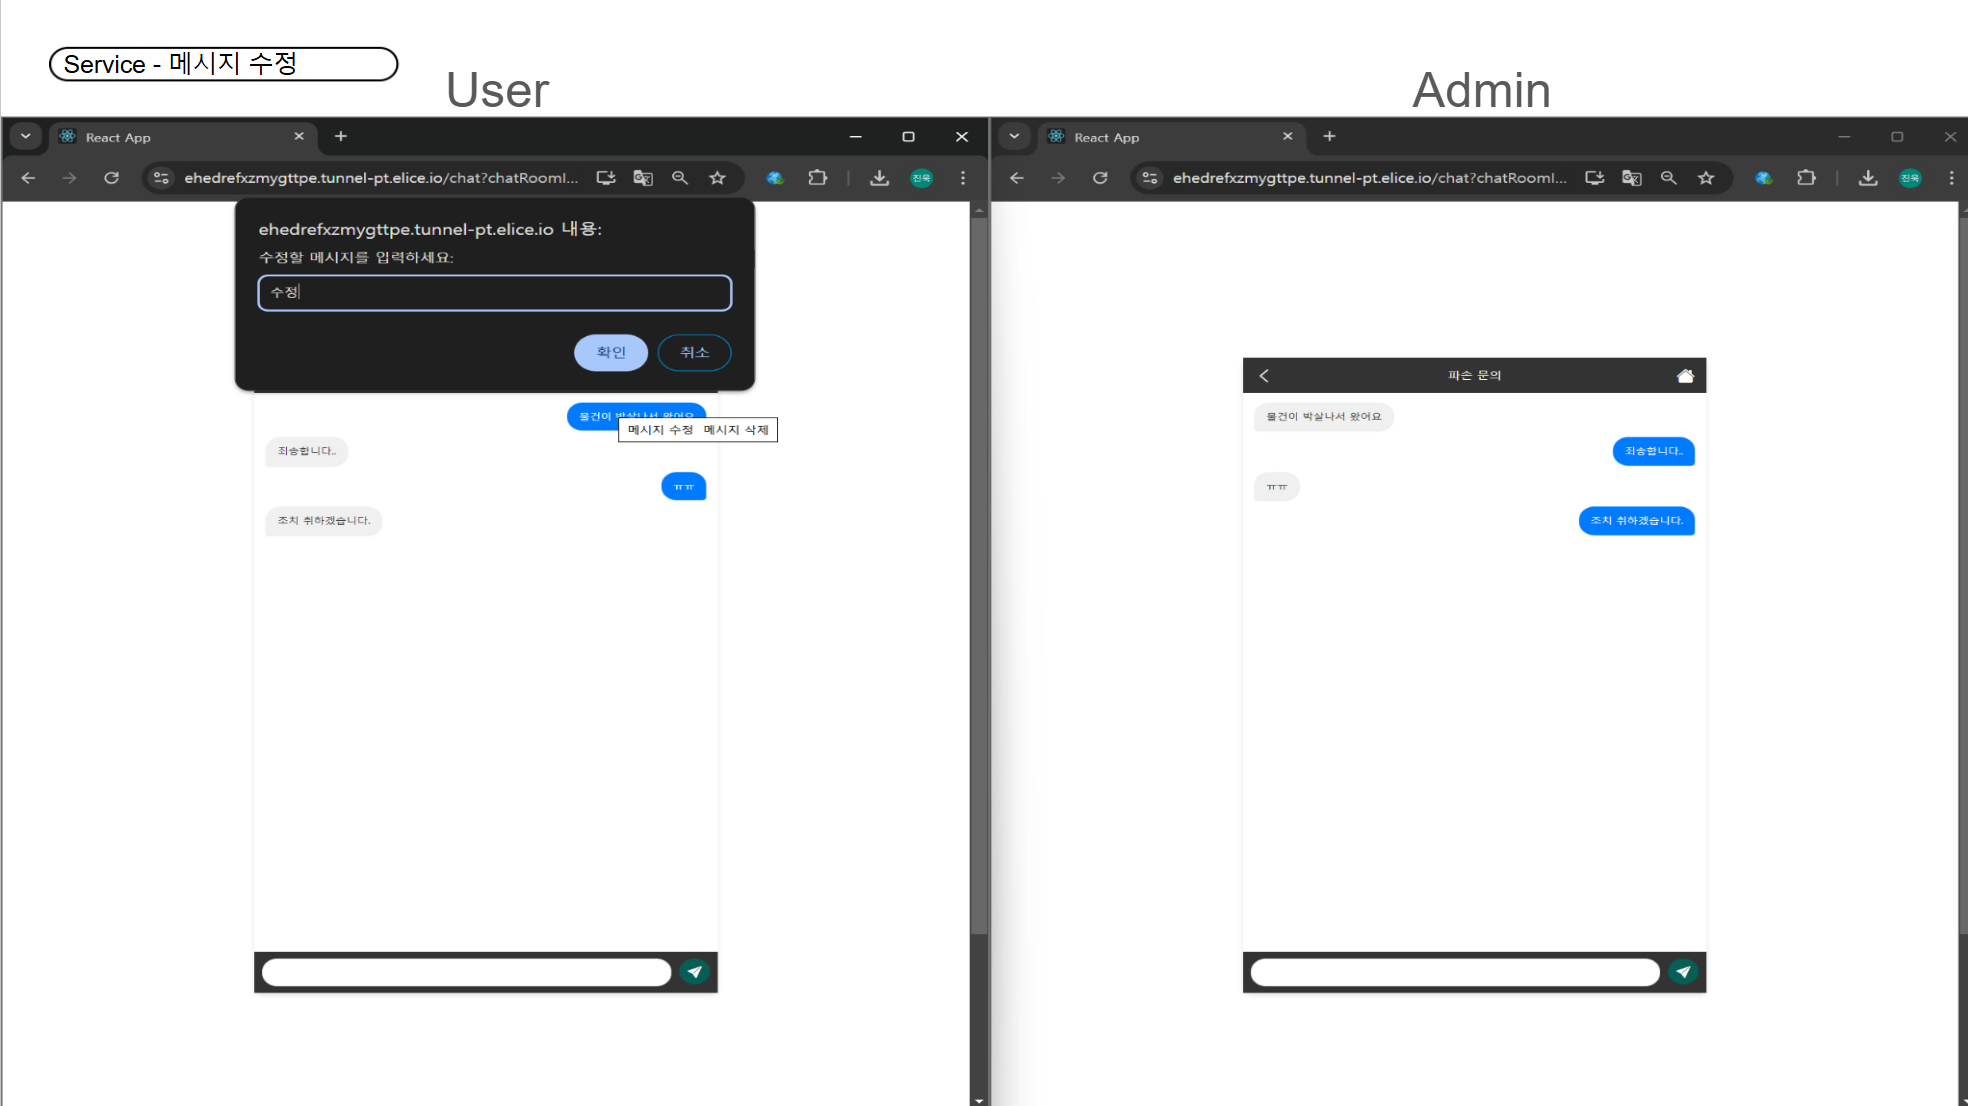 Service - 메시지 수정
User
Admin
React App
ehedrefxzmygttpe.tunnel-pt.elice.io/chat?chatRoomI...
진욱
ehedrefxzmygttpe.tunnel-pt.elice.io 내용:
수정할 메시지를 입력하세요:
수정
확인
취소
물건이 박살나서 왔어요
메시지 수정 메시지 삭제
죄송합니다..
ㅠㅠ
조치 취하겠습니다.
React App
ehedrefxzmygttpe.tunnel-pt.elice.io/chat?chatRoomI...
진욱
파손 문의
물건이 박살나서 왔어요
죄송합니다..
ㅠㅠ
조치 취하겠습니다.